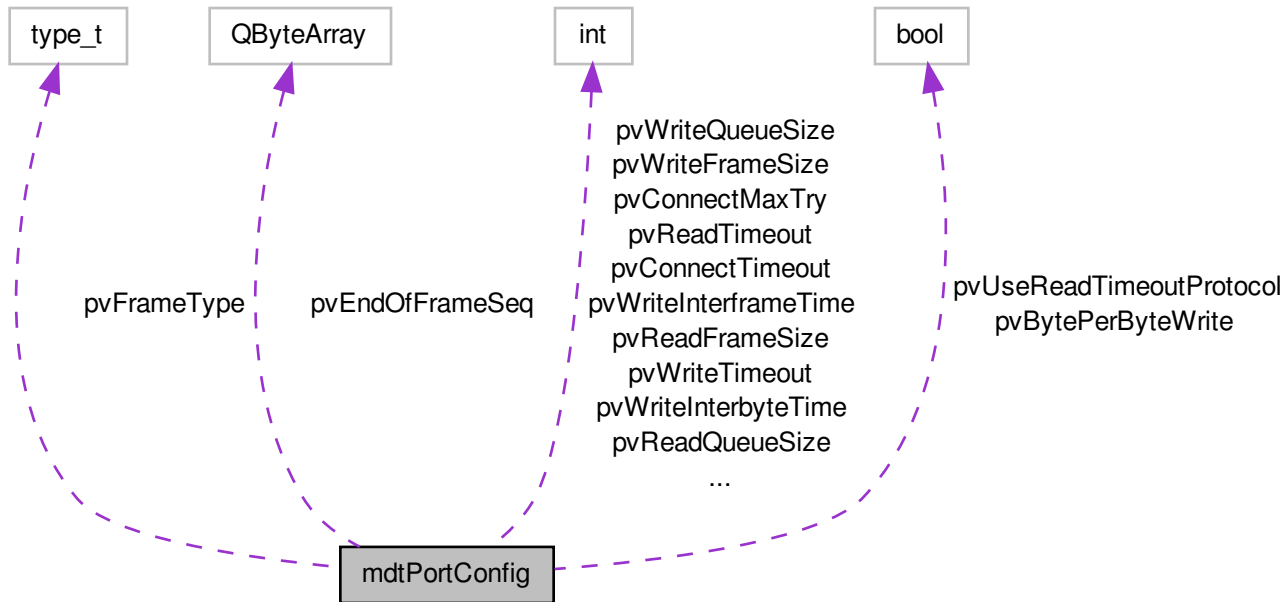 type_t
QByteArray
int
bool
pvWriteQueueSize
pvWriteFrameSize
pvConnectMaxTry
pvReadTimeout
pvConnectTimeout
pvWriteInterframeTime
pvReadFrameSize
pvWriteTimeout
pvWriteInterbyteTime
pvReadQueueSize
...
pvFrameType
pvEndOfFrameSeq
pvUseReadTimeoutProtocol
pvBytePerByteWrite
mdtPortConfig